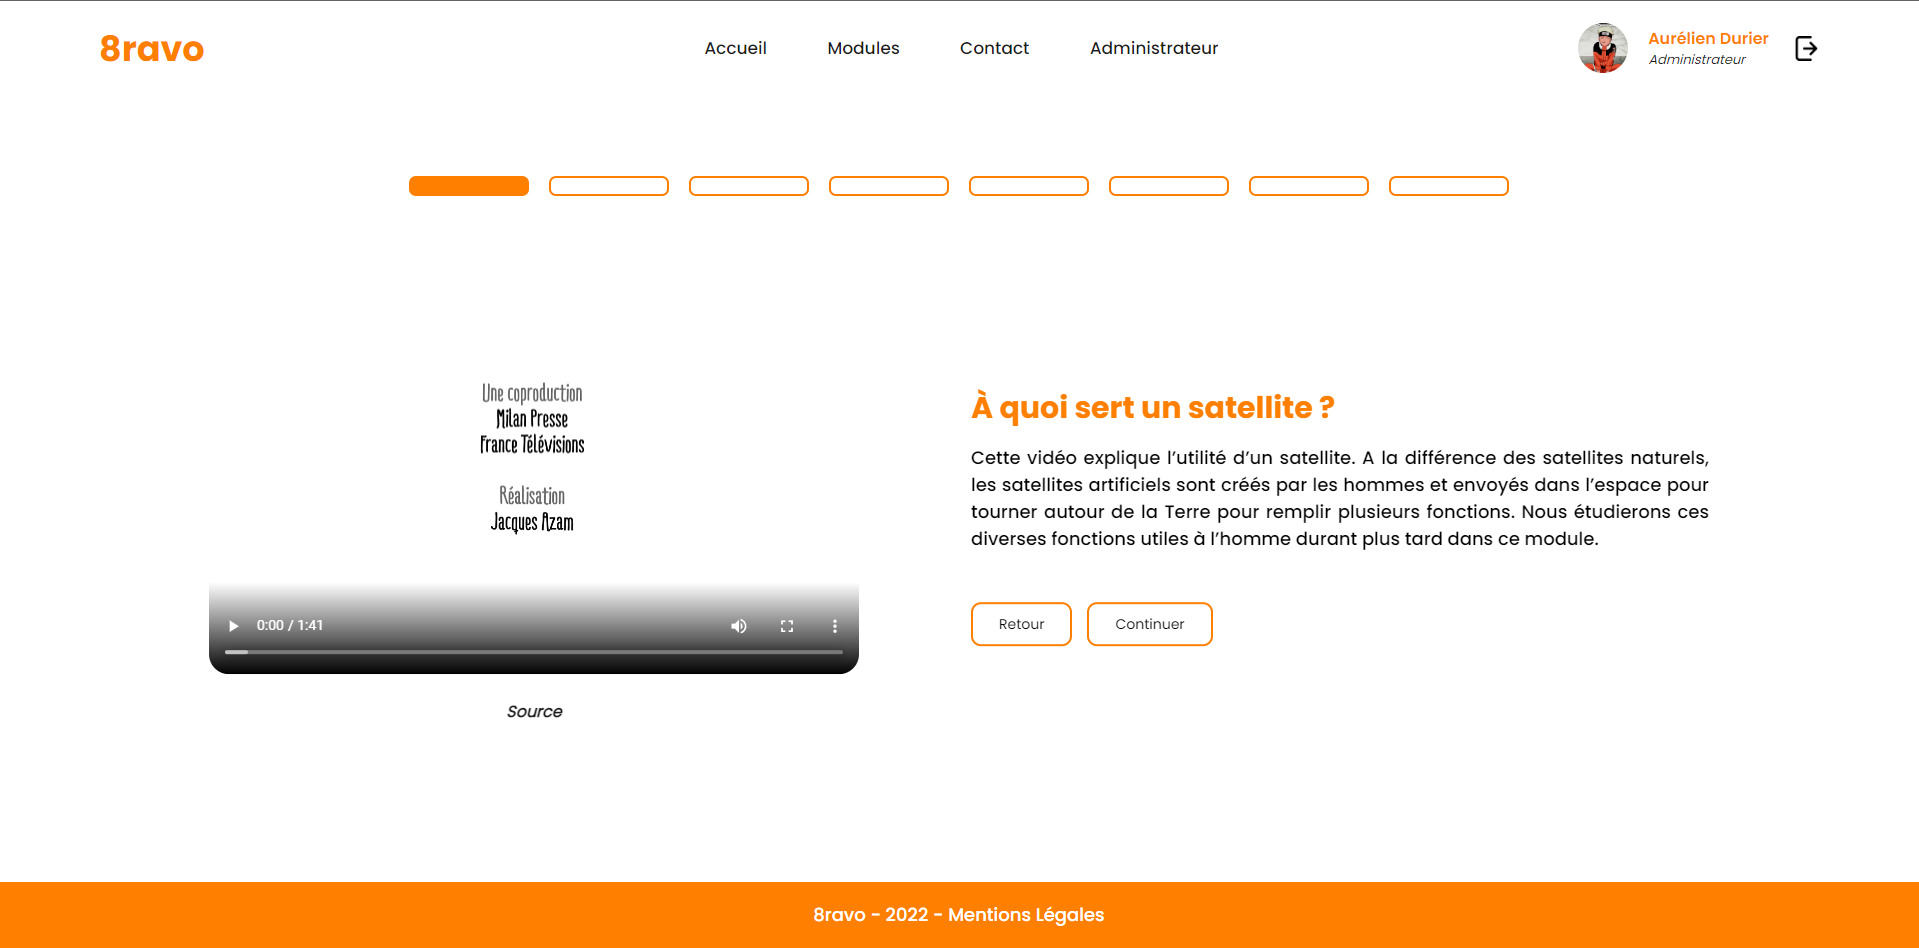 8ravo
Accueil
Modules
Contact
Administrateur
Aurélien Durier
Administrateur
Une coproduction
Milan Presse
France Télévisions
Réalisation
Jacques Azam
0:00 / 1:41
Source
À quoi sert un satellite ?
Cette vidéo explique l’utilité d’un satellite. A la différence des satellites naturels,
les satellites artificiels sont créés par les hommes et envoyés dans l’espace pour
tourner autour de la Terre pour remplir plusieurs fonctions. Nous étudierons ces
diverses fonctions utiles à l’homme durant plus tard dans ce module.
Retour
Continuer
8ravo - 2022 - Mentions Légales